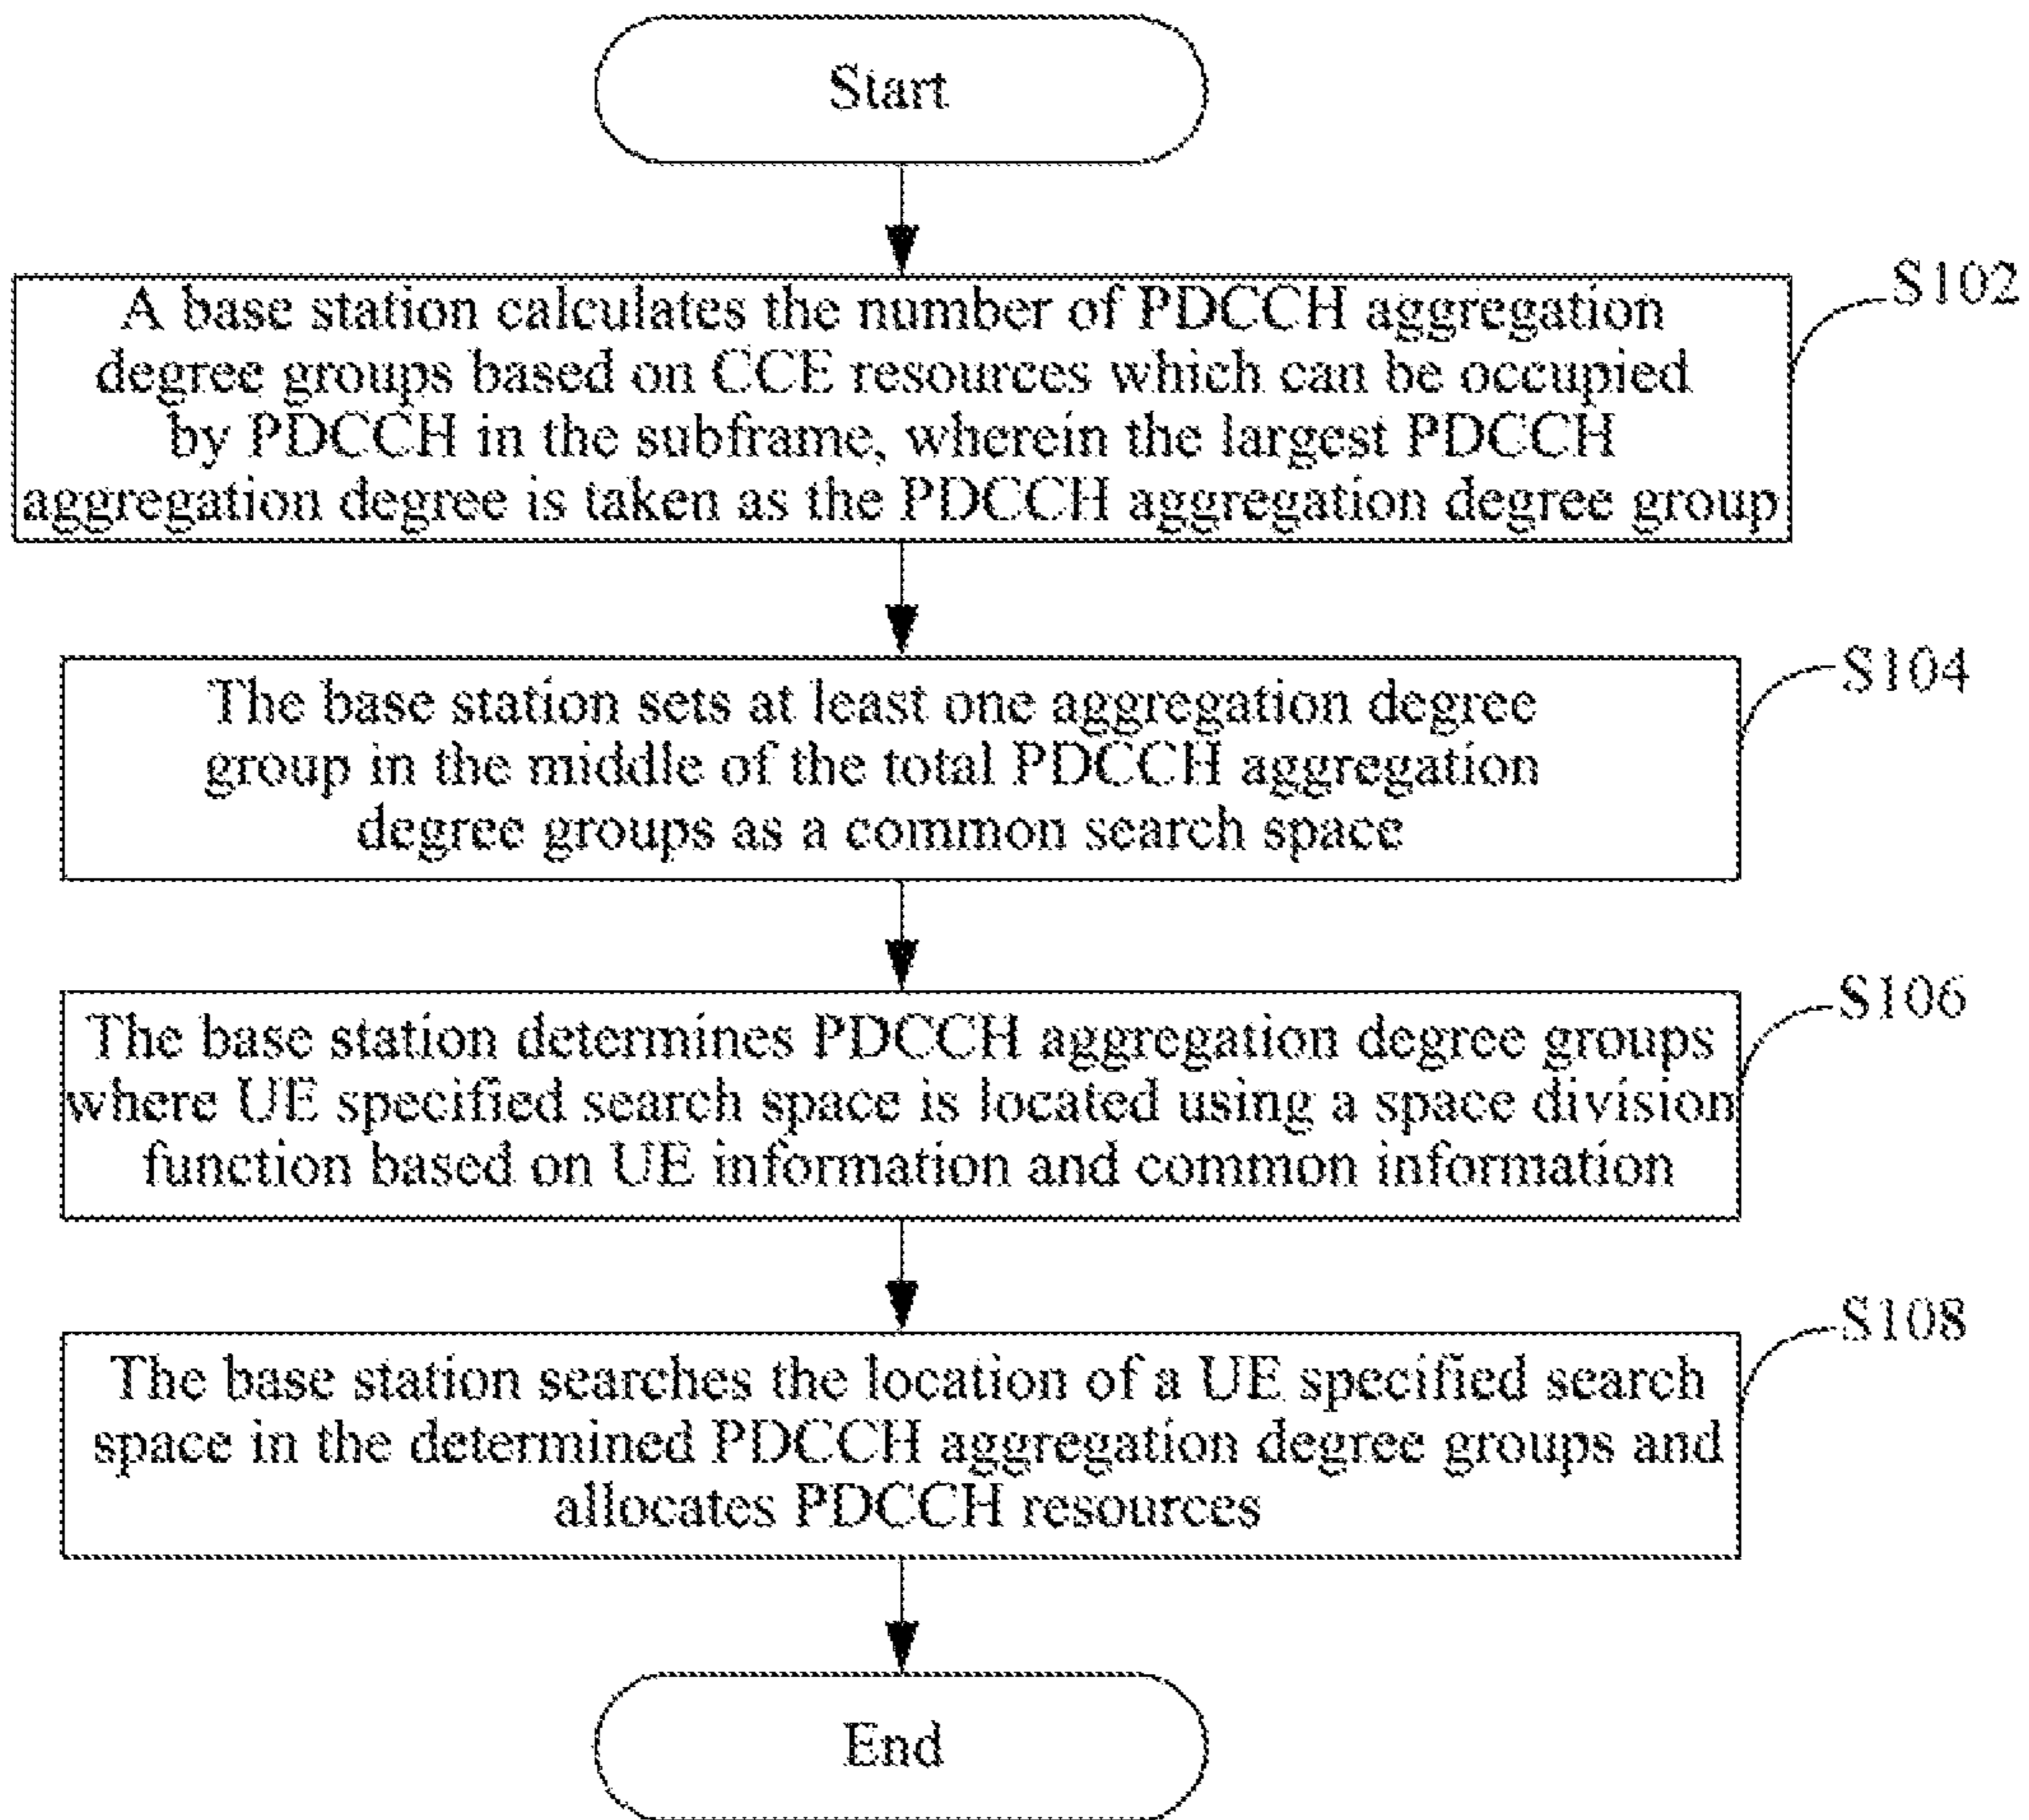 Start
A base station calculates the number of PDCCH aggregation
degree groups based on CCE resources which can be occupied
by PDCCH in the subframe, wherein the largest PDCCH
aggregation degree is taken as the PDCCH aggregation degree group
S102
The base station sets at least one aggregation degree
group in the middle of the total PDCCH aggregation
degree groups as a common search space
S104
The base station determines PDCCH aggregation degree groups
where UE specified search space is located using a space division
function based on UE information and common information
S106
The base station searches the location of a UE specified search
space in the determined PDCCH aggregation degree groups and
allocates PDCCH resources
S108
End